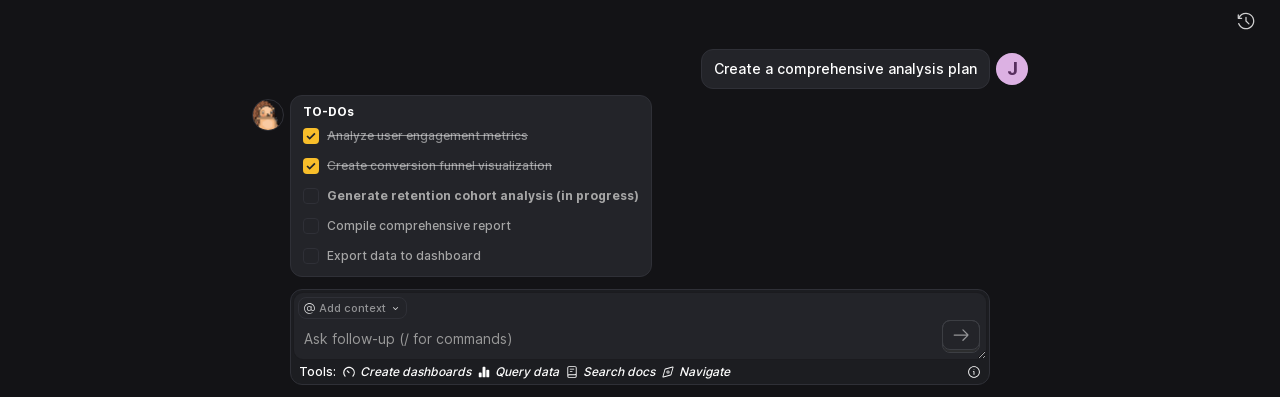 Create a comprehensive analysis plan
J
TO-DOs
Analyze user engagement metrics
Create conversion funnel visualization
Generate retention cohort analysis (in progress)
Compile comprehensive report
Export data to dashboard
@ Add context
Ask follow-up (/ for commands)
Tools: Create dashboards Query data Search docs Navigate